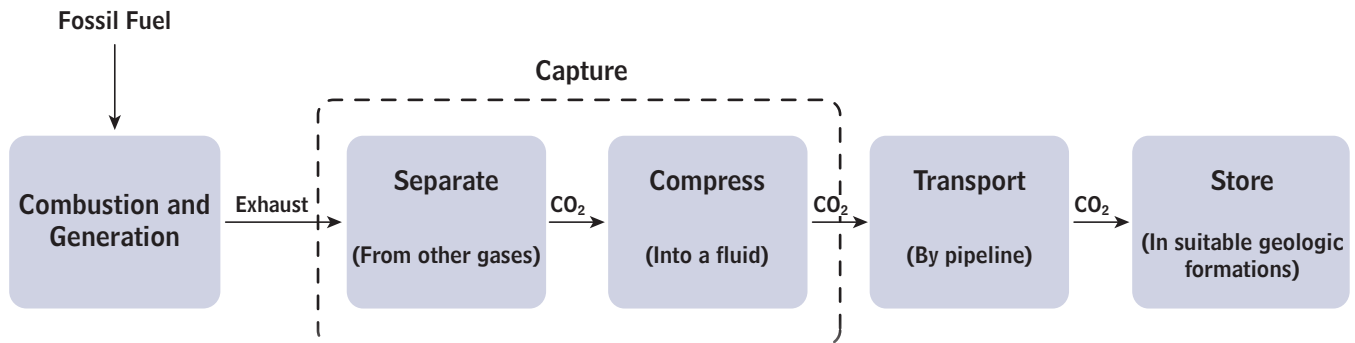 Fossil Fuel
Capture
Combustion and
Generation
Exhaust
Separate
(From other gases)
CO₂
Compress
(Into a fluid)
CO₂
Transport
(By pipeline)
CO₂
Store
(In suitable geologic
formations)